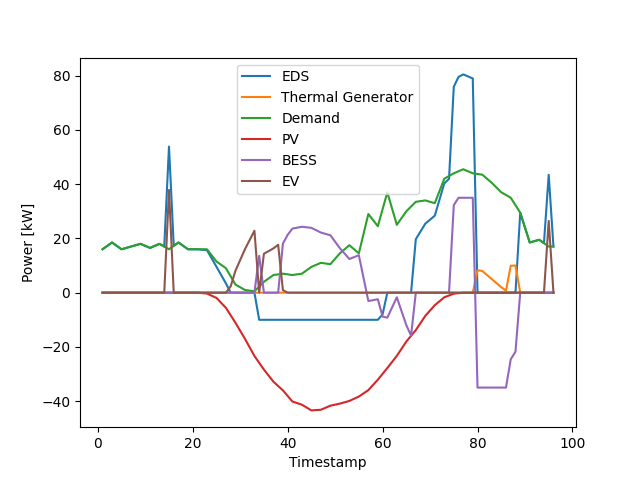 80
60
40
20
0
−20
−40
Power [kW]
EDS
Thermal Generator
Demand
PV
BESS
EV
0 20 40 60 80 100
Timestamp